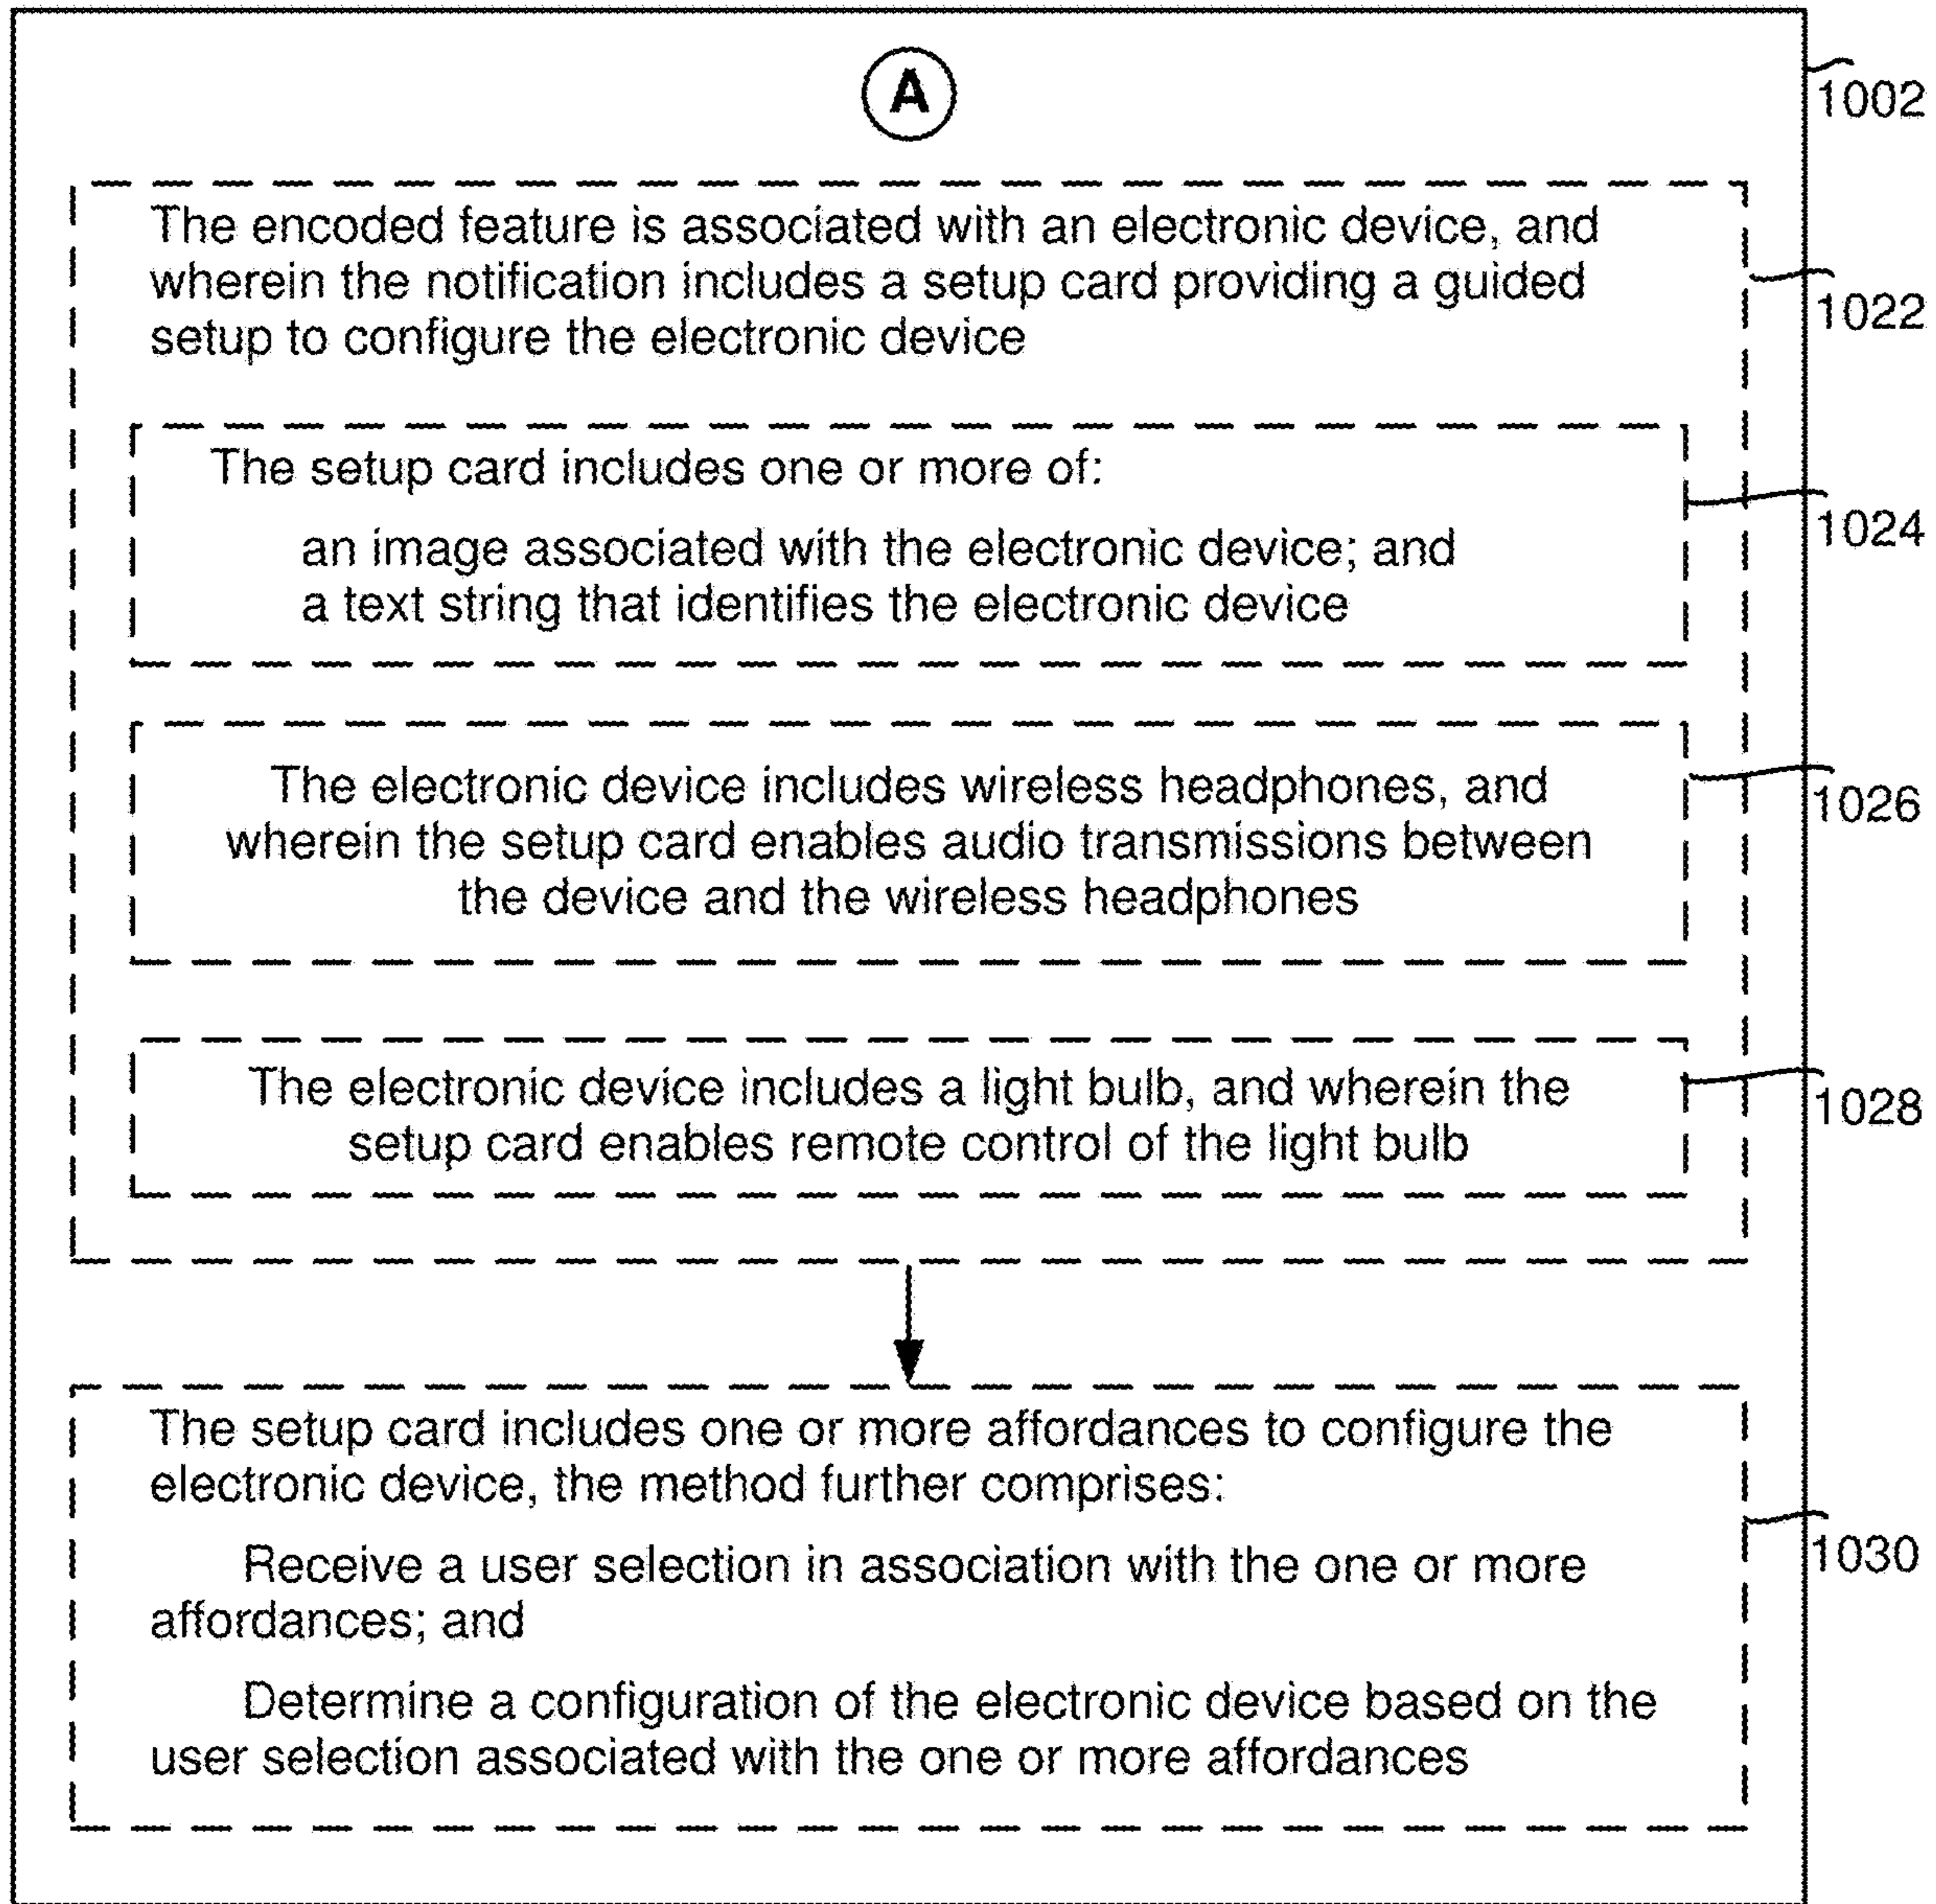 A
1002
The encoded feature is associated with an electronic device, and
wherein the notification includes a setup card providing a guided
setup to configure the electronic device
1022
The setup card includes one or more of:
an image associated with the electronic device; and
a text string that identifies the electronic device
1024
The electronic device includes wireless headphones, and
wherein the setup card enables audio transmissions between
the device and the wireless headphones
1026
The electronic device includes a light bulb, and wherein the
setup card enables remote control of the light bulb
1028
The setup card includes one or more affordances to configure the
electronic device, the method further comprises:
Receive a user selection in association with the one or more
affordances; and
Determine a configuration of the electronic device based on the
user selection associated with the one or more affordances
1030